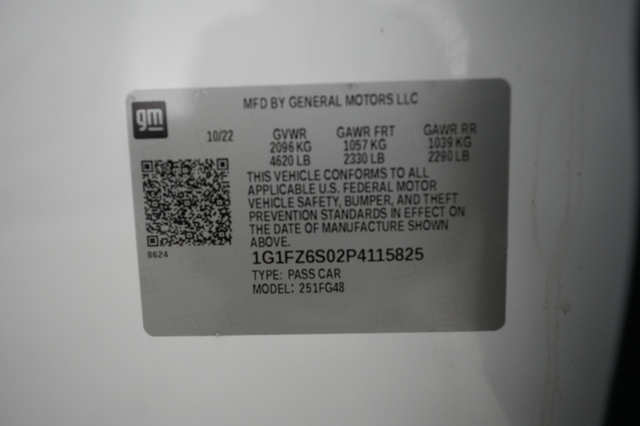 MFD BY GENERAL MOTORS LLC
gm
10/22 GVWR GAWR FRT GAWR RR
2096 KG 1057 KG 1039 KG
4620 LB 2330 LB 2290 LB
THIS VEHICLE CONFORMS TO ALL
APPLICABLE U.S. FEDERAL MOTOR
VEHICLE SAFETY, BUMPER, AND THEFT
PREVENTION STANDARDS IN EFFECT ON
THE DATE OF MANUFACTURE SHOWN
ABOVE.
8624
1G1FZ6S02P4115825
TYPE: PASS CAR
MODEL: 251FG48